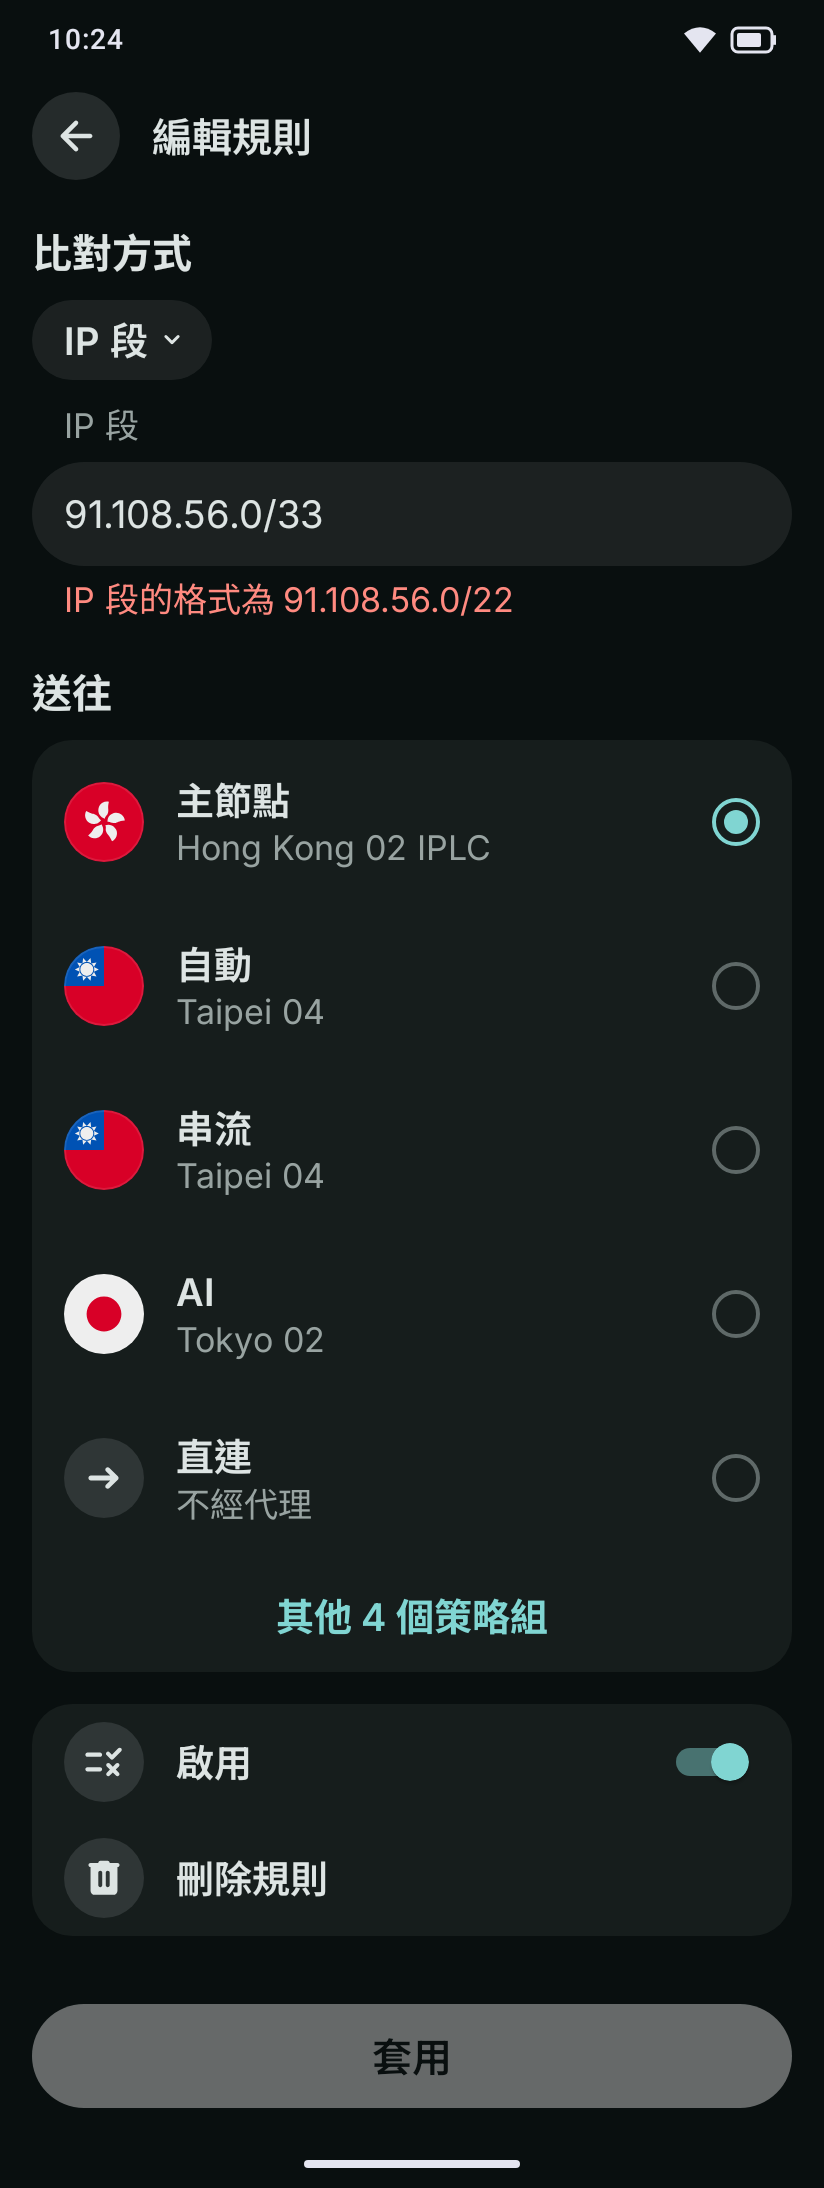 10:24
編輯規則
比對方式
IP 段
IP 段
91.108.56.0/33
IP 段的格式為 91.108.56.0/22
送往
主節點
Hong Kong 02 IPLC
自動
Taipei 04
串流
Taipei 04
AI
Tokyo 02
直連
不經代理
其他 4 個策略組
啟用
刪除規則
套用